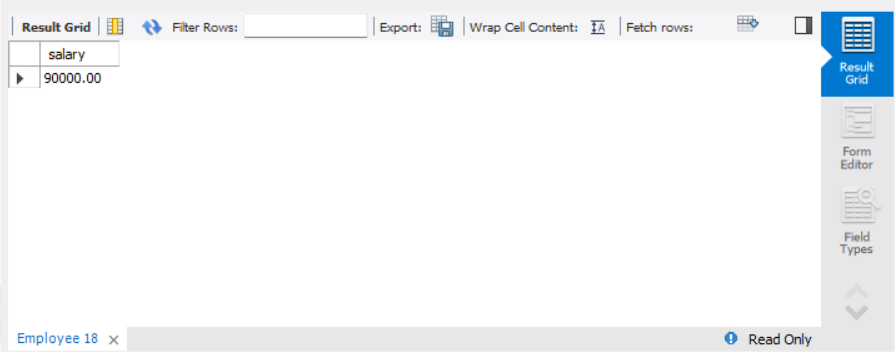 Result Grid Filter Rows: Export: Wrap Cell Content: Fetch rows:
salary
90000.00
Result
Grid
Form
Editor
Field
Types
Employee 18
Read Only